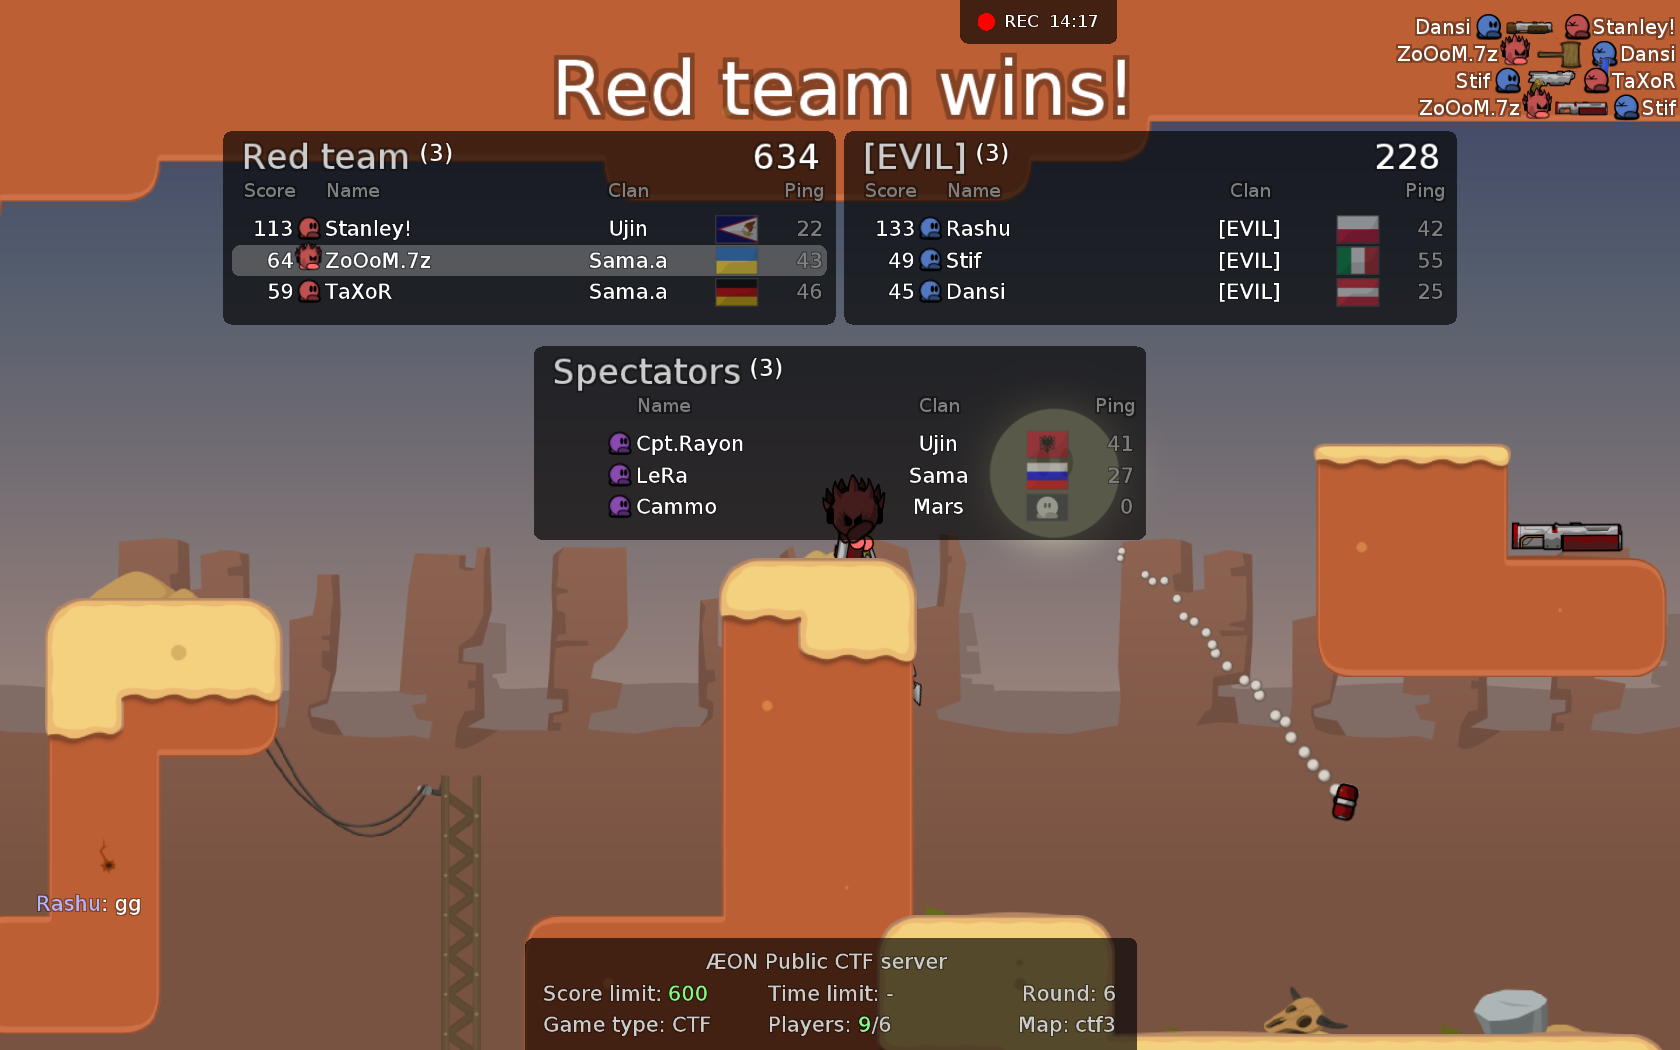 REC 14:17
Dansi Stanley!
ZoOoM.7z Dansi
Stif TaXoR
ZoOoM.7z Stif
Red team wins!
Red team (3) 634
Score Name Clan Ping
113 Stanley! Ujin 22
64 ZoOoM.7z Sama.a 43
59 TaXoR Sama.a 46
[EVIL] (3) 228
Score Name Clan Ping
133 Rashu [EVIL] 42
49 Stif [EVIL] 55
45 Dansi [EVIL] 25
Spectators (3)
Name Clan Ping
Cpt.Rayon Ujin 41
LeRa Sama 27
Cammo Mars 0
Rashu: gg
ÆON Public CTF server
Score limit: 600 Time limit: - Round: 6
Game type: CTF Players: 9/6 Map: ctf3